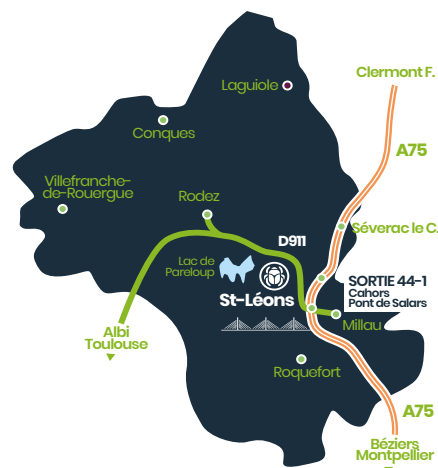 Clermont F.
Laguiole
A75
Conques
Villefranche-
de-Rouergue
Rodez
Séverac le C.
D911
Lac de
Pareloup
SORTIE 44-1
Cahors
Pont de Salars
St-Léons
Millau
Albi
Toulouse
Roquefort
A75
Béziers
Montpellier